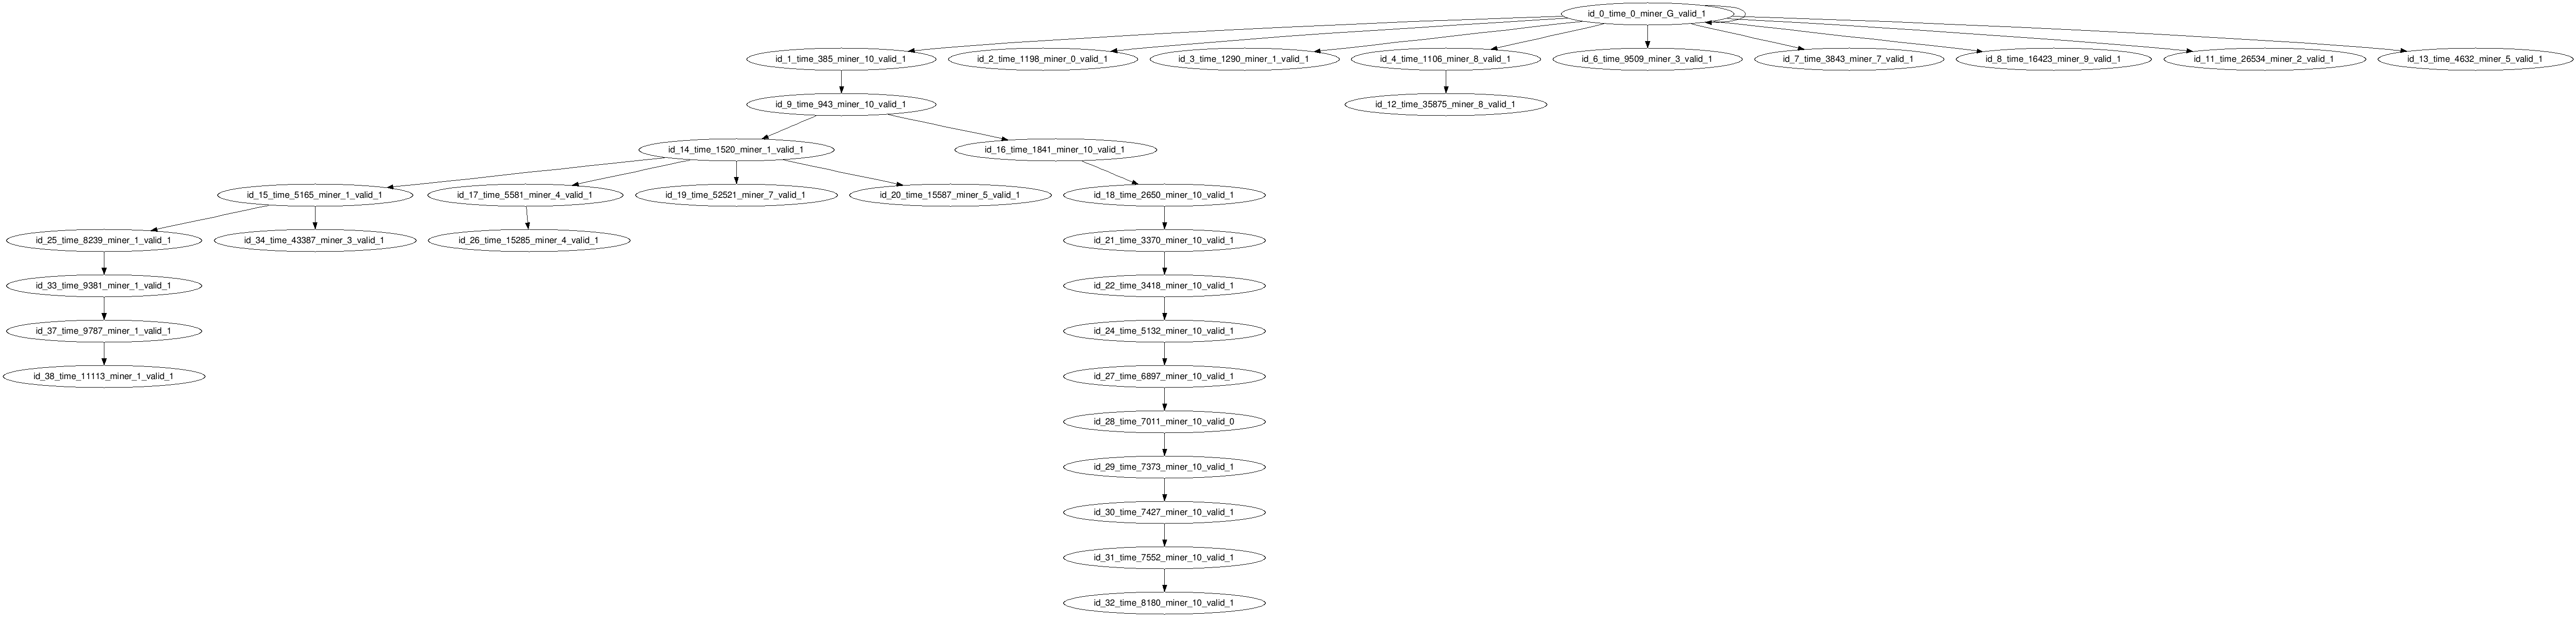 id_0_time_0_miner_G_valid_1
id_1_time_385_miner_10_valid_1
id_2_time_1198_miner_0_valid_1
id_3_time_1290_miner_1_valid_1
id_4_time_1106_miner_8_valid_1
id_6_time_9509_miner_3_valid_1
id_7_time_3843_miner_7_valid_1
id_8_time_16423_miner_9_valid_1
id_11_time_26534_miner_2_valid_1
id_13_time_4632_miner_5_valid_1
id_9_time_943_miner_10_valid_1
id_12_time_35875_miner_8_valid_1
id_14_time_1520_miner_1_valid_1
id_16_time_1841_miner_10_valid_1
id_15_time_5165_miner_1_valid_1
id_17_time_5581_miner_4_valid_1
id_19_time_52521_miner_7_valid_1
id_20_time_15587_miner_5_valid_1
id_18_time_2650_miner_10_valid_1
id_25_time_8239_miner_1_valid_1
id_34_time_43387_miner_3_valid_1
id_26_time_15285_miner_4_valid_1
id_21_time_3370_miner_10_valid_1
id_33_time_9381_miner_1_valid_1
id_22_time_3418_miner_10_valid_1
id_37_time_9787_miner_1_valid_1
id_24_time_5132_miner_10_valid_1
id_38_time_11113_miner_1_valid_1
id_27_time_6897_miner_10_valid_1
id_28_time_7011_miner_10_valid_0
id_29_time_7373_miner_10_valid_1
id_30_time_7427_miner_10_valid_1
id_31_time_7552_miner_10_valid_1
id_32_time_8180_miner_10_valid_1